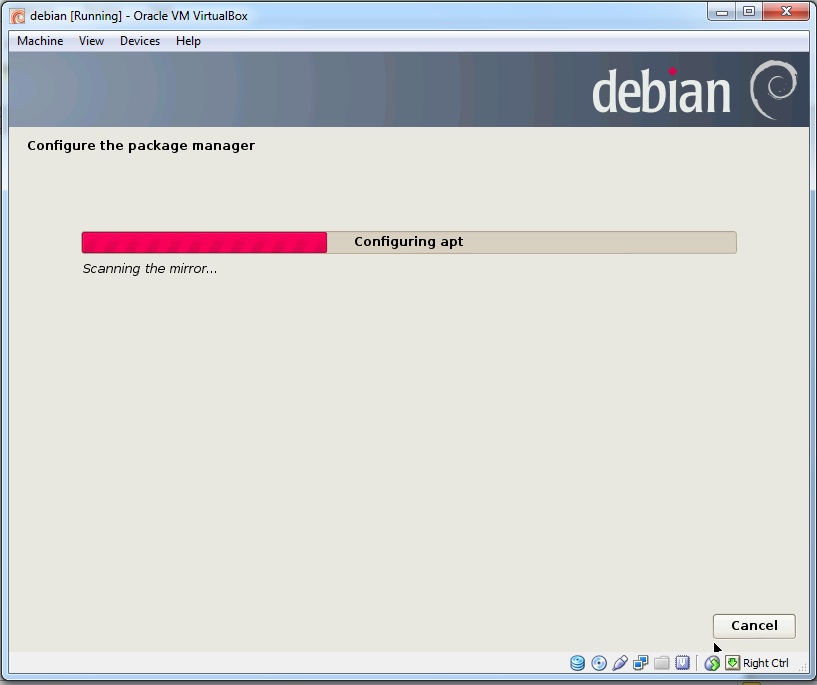 debian [Running] - Oracle VM VirtualBox
Machine View Devices Help
debian
Configure the package manager
Configuring apt
Scanning the mirror...
Cancel
Right Ctrl